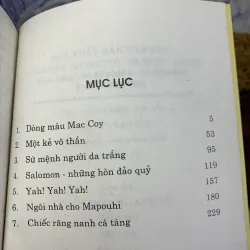 MỤC LỤC
1. Dòng máu Mac Coy 5
2. Một kẻ vô thần 53
3. Sứ mệnh người da trắng 95
4. Salomon - những hòn đảo quỷ 119
5. Yah! Yah! Yah! 157
6. Ngôi nhà cho Mapouhi 180
7. Chiếc răng nanh cá tảng 229